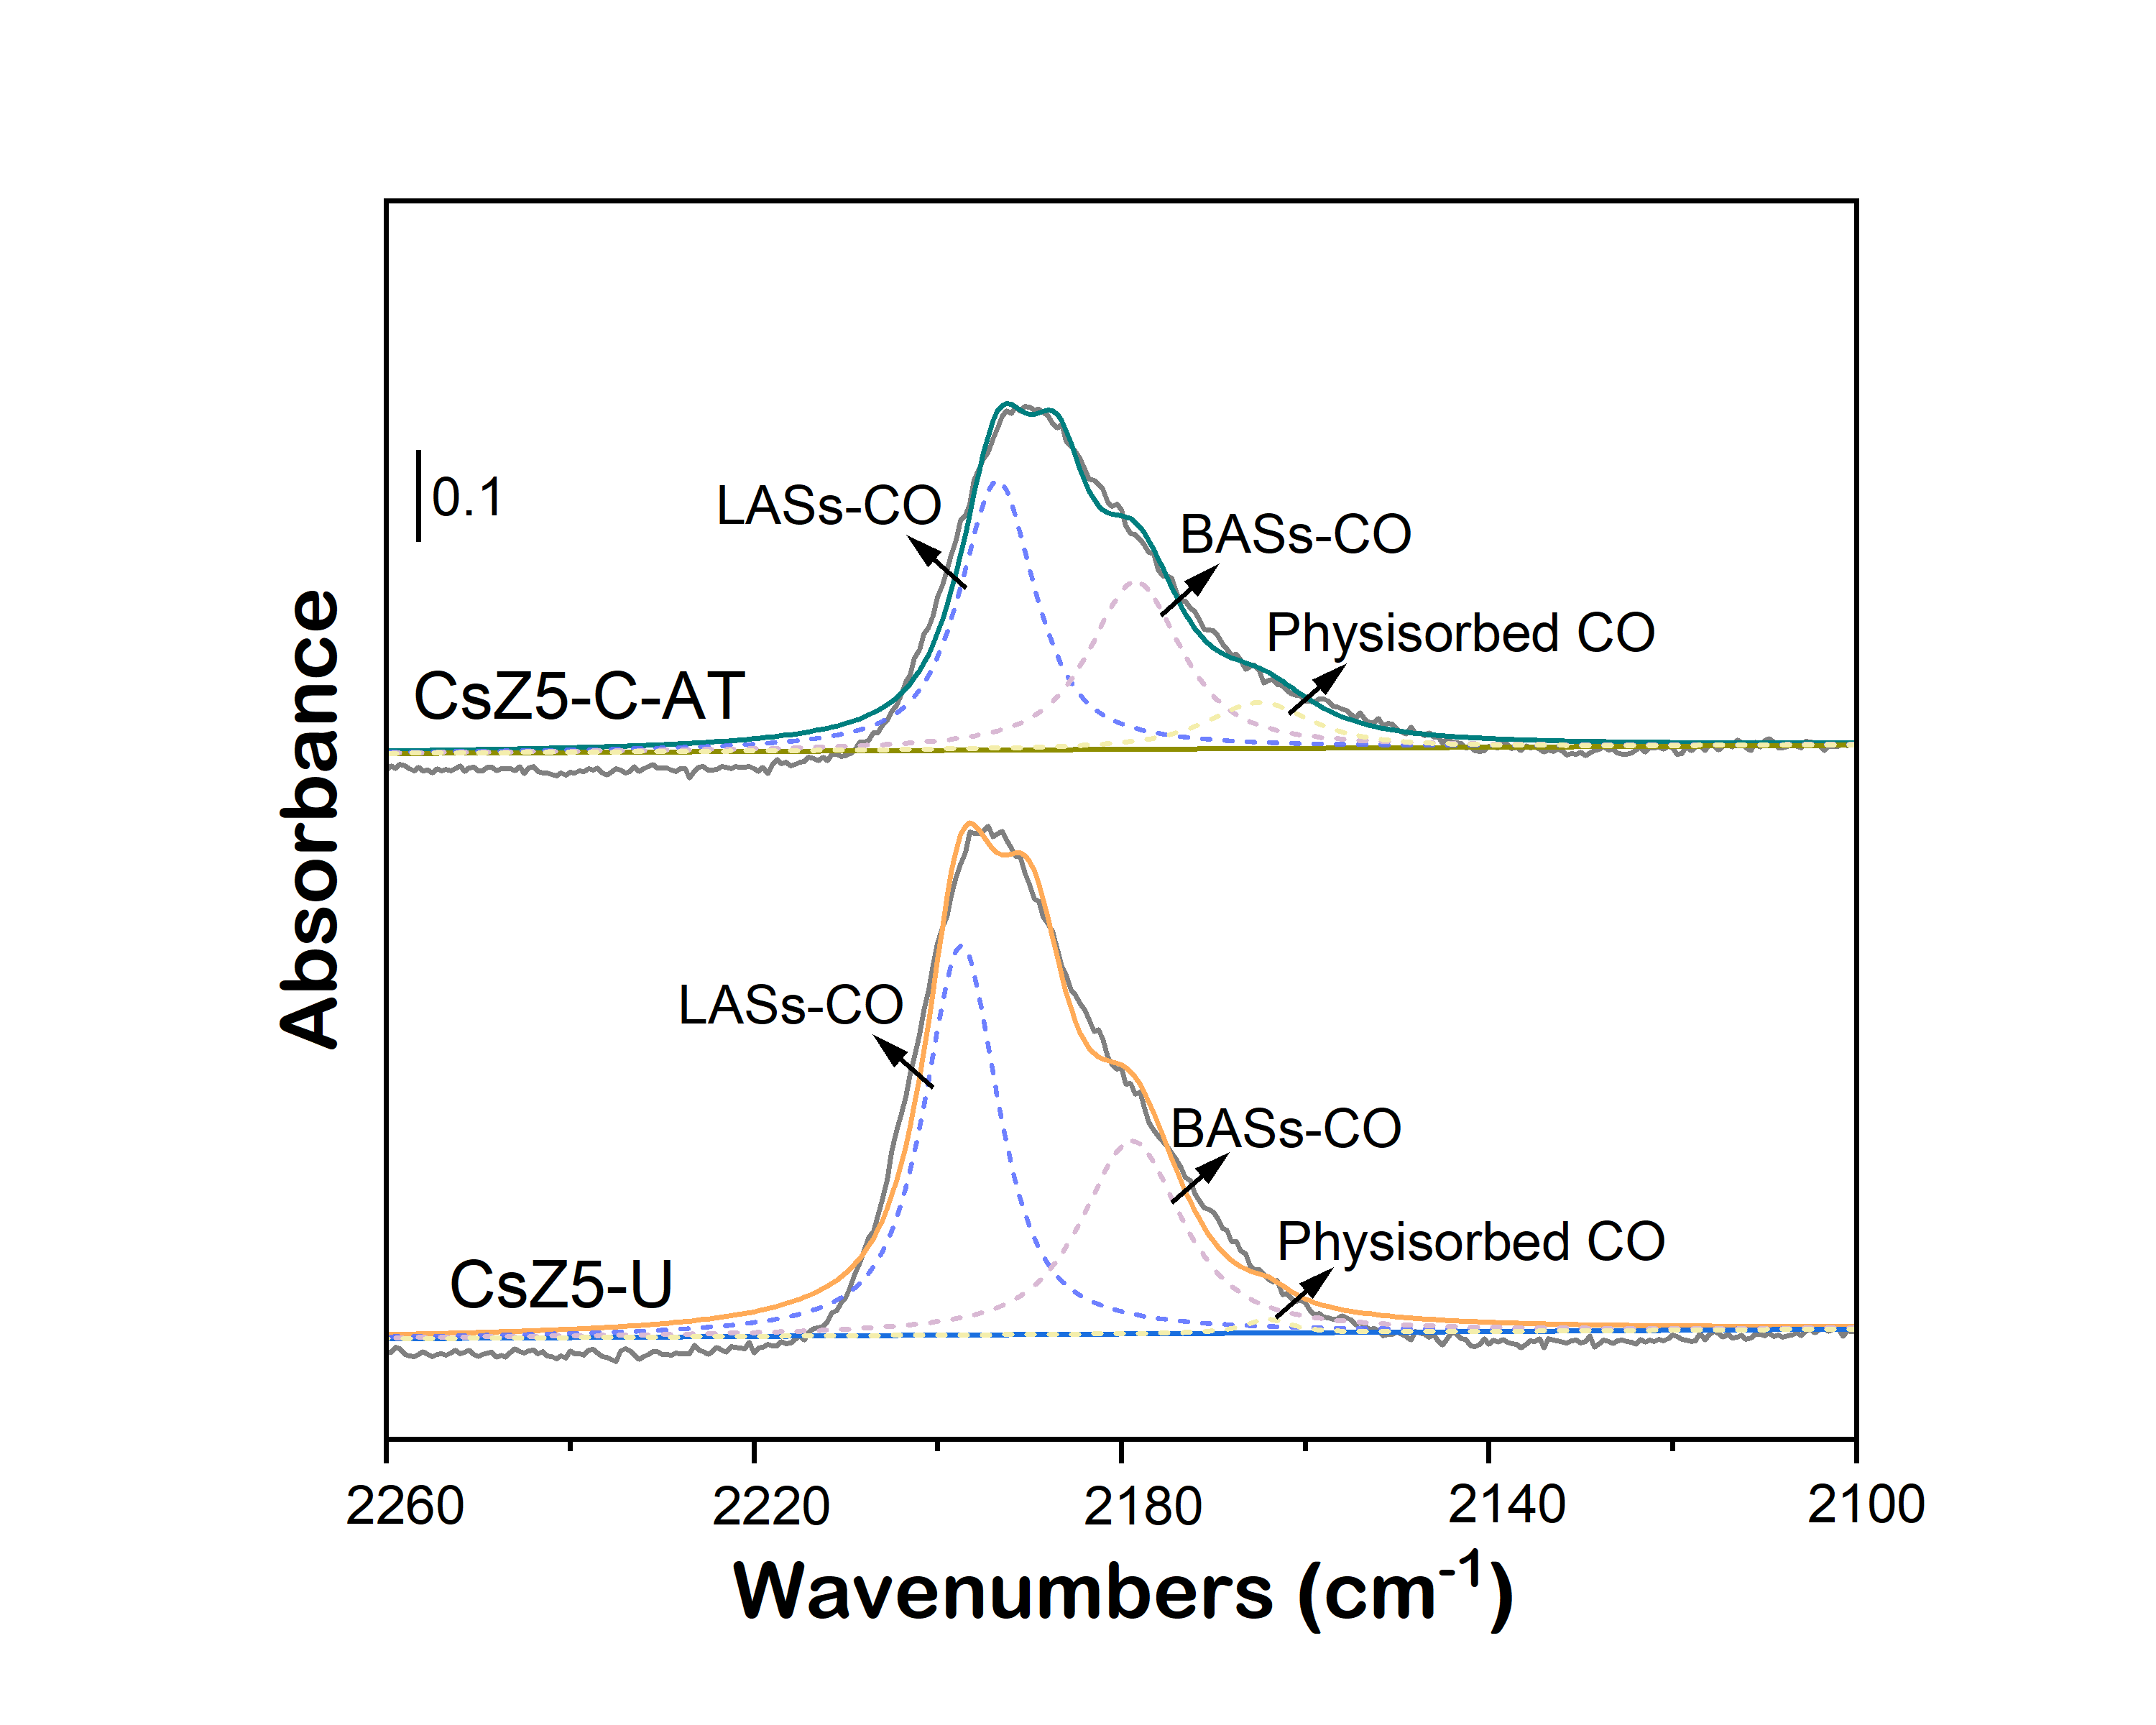 0.1
LASs-CO
BASs-CO
Physisorbed CO
CsZ5-C-AT
LASs-CO
BASs-CO
Physisorbed CO
CsZ5-U
Absorbance
2260 2220 2180 2140 2100
Wavenumbers (cm⁻¹)